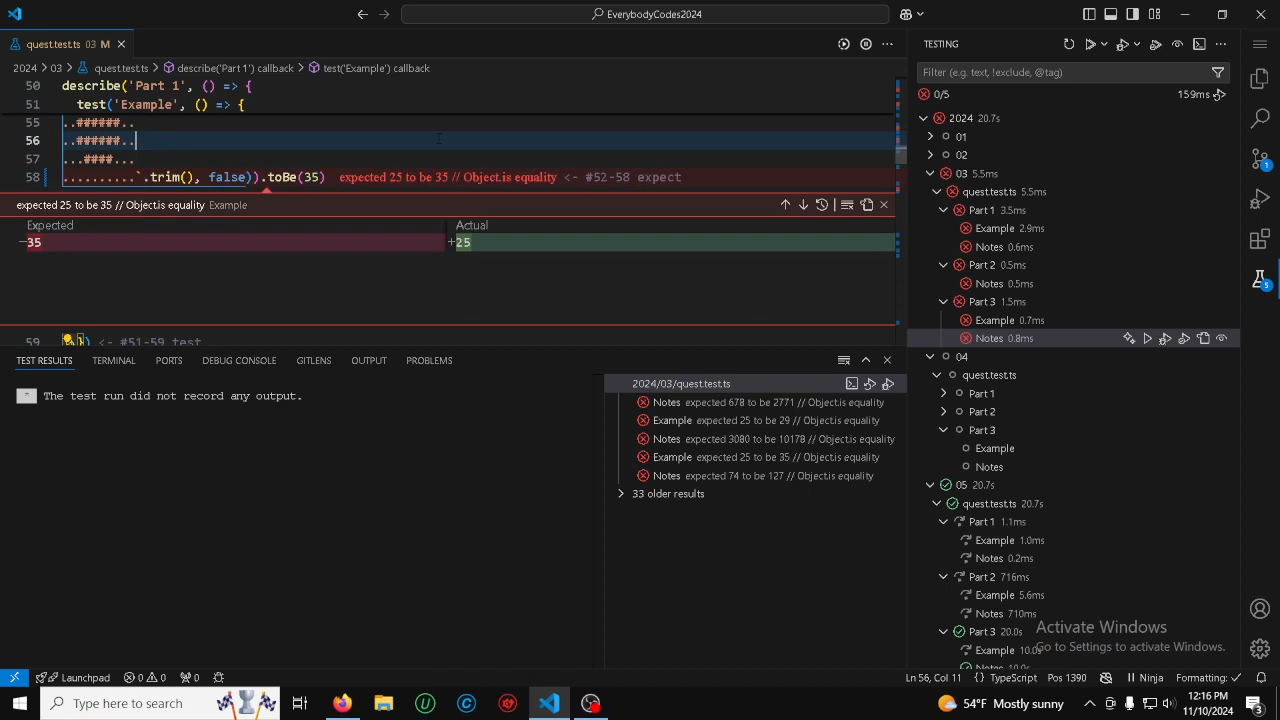 EverybodyCodes2024
quest.test.ts 03 M
2024 > 03 > quest.test.ts > describe('Part 1') callback > test('Example') callback
50 describe('Part 1', () => {
51 test('Example', () => {
55 ..######..
56 ..######..
57 ...####...
58 ..........`.trim(), false)).toBe(35) expected 25 to be 35 // Object.is equality <- #52-58 expect
expected 25 to be 35 // Object.is equality Example
Expected
Actual
−35
+25
59 }) <- #51-59 test
TEST RESULTS
TERMINAL
PORTS
DEBUG CONSOLE
GITLENS
OUTPUT
PROBLEMS
* The test run did not record any output.
2024/03/quest.test.ts
Notes expected 678 to be 2771 // Object.is equality
Example expected 25 to be 29 // Object.is equality
Notes expected 3080 to be 10178 // Object.is equality
Example expected 25 to be 35 // Object.is equality
Notes expected 74 to be 127 // Object.is equality
33 older results
TESTING
Filter (e.g. text, !exclude, @tag)
0/5
159ms
2024 20.7s
01
02
03 5.5ms
quest.test.ts 5.5ms
Part 1 3.5ms
Example 2.9ms
Notes 0.6ms
Part 2 0.5ms
Notes 0.5ms
Part 3 1.5ms
Example 0.7ms
Notes 0.8ms
04
quest.test.ts
Part 1
Part 2
Part 3
Example
Notes
05 20.7s
quest.test.ts 20.7s
Part 1 1.1ms
Example 1.0ms
Notes 0.2ms
Part 2 716ms
Example 5.6ms
Notes 710ms
Part 3 20.0s
Example 10.0s
Notes 10.0s
1
5
Activate Windows
Go to Settings to activate Windows.
Launchpad
0 0
0
Ln 56, Col 11
TypeScript
Pos 1390
Ninja
Formatting:
Type here to search
54°F Mostly sunny
12:16 PM
11/10/2024
3